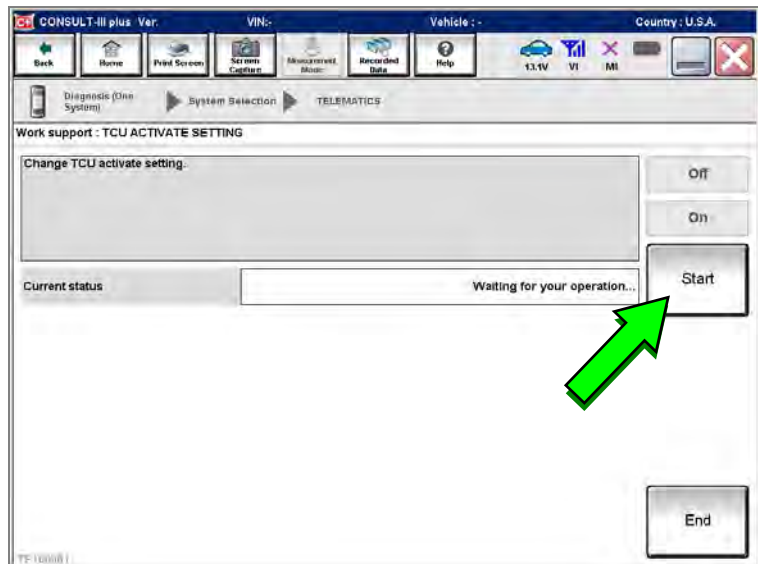 CONSULT-III plus Ver. VIN:- Vehicle : - Country : U.S.A.
Back Home Print Screen Screen Capture Measurement Mode Recorded Data Help 13.1V VI MI
Diagnosis (One System) System Selection TELEMATICS
Work support : TCU ACTIVATE SETTING
Change TCU activate setting.
Off
On
Current status Waiting for your operation...
Start
End